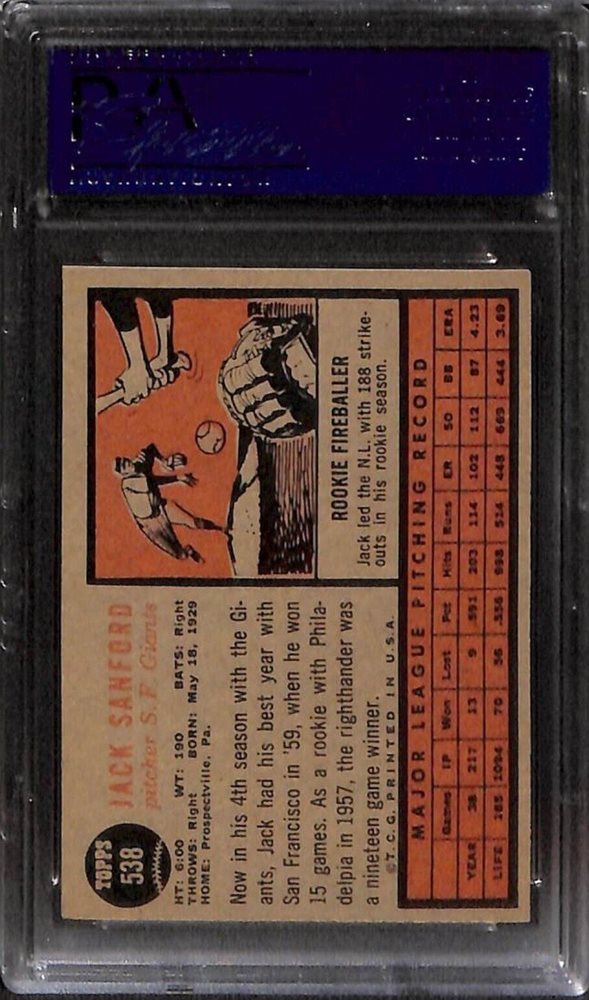 TOPPS
538
JACK SANFORD
pitcher S. F. Giants
HT: 6:00 WT: 190 BATS: Right
THROWS: Right BORN: May 18, 1929
HOME: Prospectville, Pa.
Now in his 4th season with the Gi-
ants, Jack had his best year with
San Francisco in '59, when he won
15 games. As a rookie with Phila-
delpia in 1957, the righthander was
a nineteen game winner.
©T.C.G. PRINTED IN U.S.A.
ROOKIE FIREBALLER
Jack led the N.L. with 188 strike-
outs in his rookie season.
MAJOR LEAGUE PITCHING RECORD
Games IP Won Lost Pct Hits Runs ER SO BB ERA
YEAR 38 217 13 9 .591 203 114 102 112 87 4.23
LIFE 185 1094 70 56 .556 998 514 448 669 444 3.69